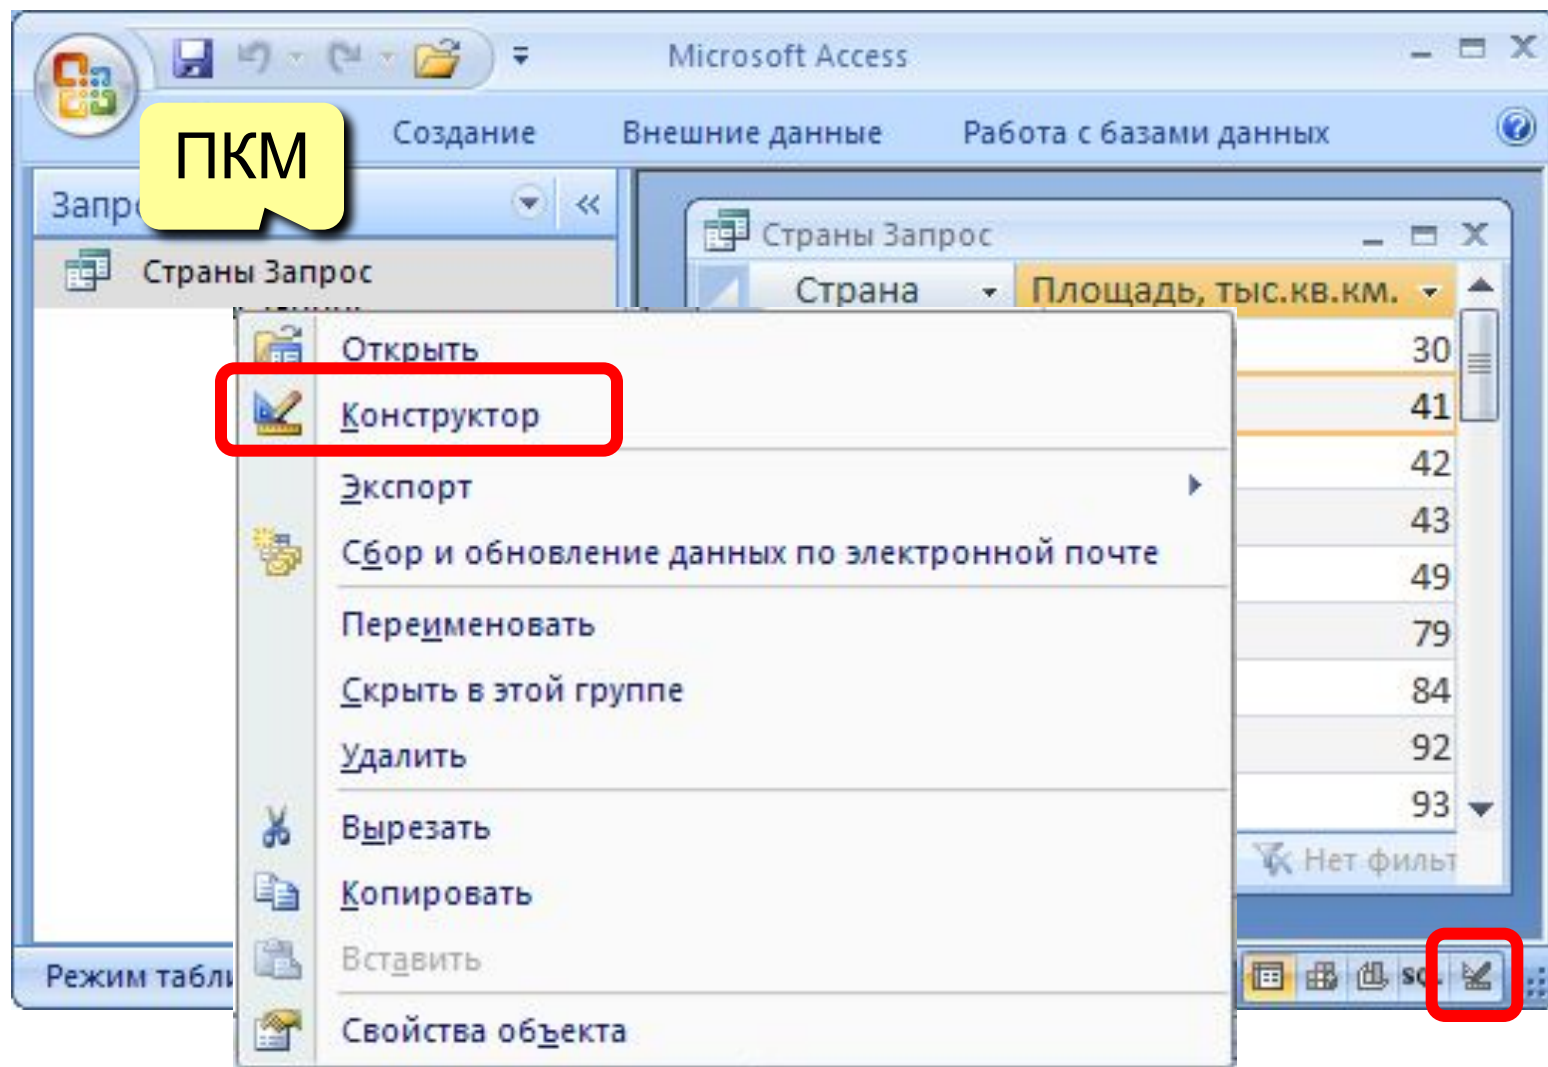 Microsoft Access
Создание Внешние данные Работа с базами данных
ПКМ
Страны Запрос
Страны Запрос
Страна Площадь, тыс.кв.км.
30
41
42
43
49
79
84
92
93
Нет фильт
Открыть
Конструктор
Экспорт
Сбор и обновление данных по электронной почте
Переименовать
Скрыть в этой группе
Удалить
Вырезать
Копировать
Вставить
Свойства объекта
Режим